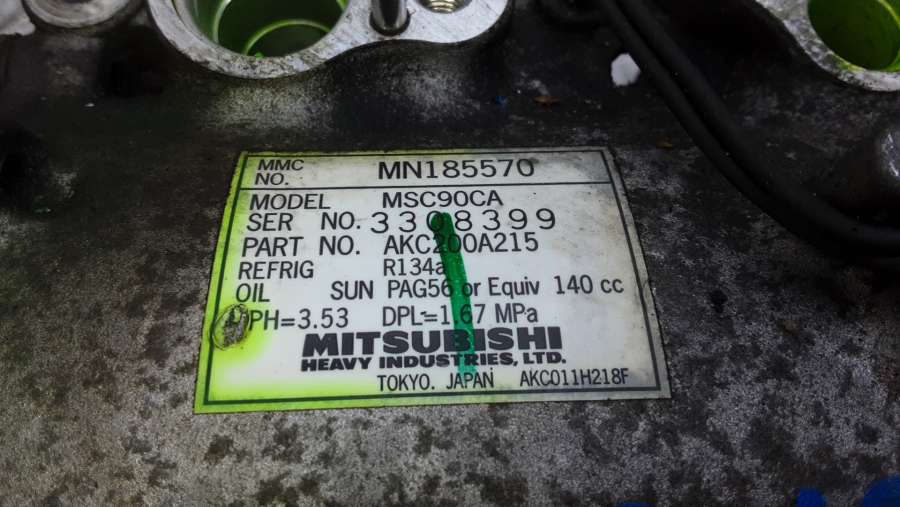 MMC NO. MN185570
MODEL MSC90CA
SER NO. 3308399
PART NO. AKC200A215
REFRIG R134a
OIL SUN PAG56 or Equiv 140 cc
PH=3.53 DPL=1.67 MPa
MITSUBISHI
HEAVY INDUSTRIES, LTD.
TOKYO. JAPAN AKC011H218F